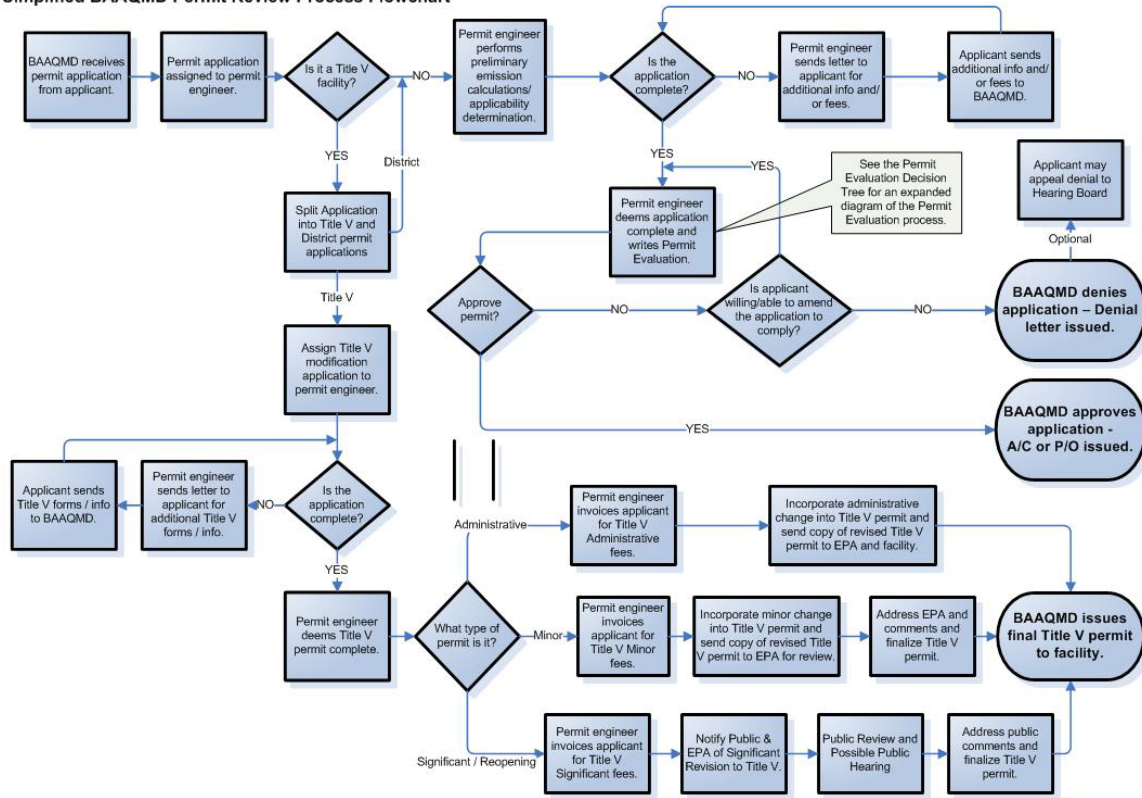 Simplified BAAQMD Permit Review Process Flowchart
BAAQMD receives
permit application
from applicant.
Permit application
assigned to permit
engineer.
Is it a Title V
facility?
NO
Permit engineer
performs
preliminary
emission
calculations/
applicability
determination.
Is the
application
complete?
NO
Permit engineer
sends letter to
applicant for
additional info and/
or fees.
Applicant sends
additional info and/
or fees to
BAAQMD.
YES
District
YES
YES
See the Permit
Evaluation Decision
Tree for an expanded
diagram of the Permit
Evaluation process.
Applicant may
appeal denial to
Hearing Board
Split Application
into Title V and
District permit
applications
Permit engineer
deems application
complete and
writes Permit
Evaluation.
Optional
Title V
Approve
permit?
NO
Is applicant
willing/able to amend
the application to
comply?
NO
BAAQMD denies
application – Denial
letter issued.
Assign Title V
modification
application to
permit engineer.
YES
BAAQMD approves
application -
A/C or P/O issued.
Applicant sends
Title V forms / info
to BAAQMD.
Permit engineer
sends letter to
applicant for
additional Title V
forms / info.
NO
Is the
application
complete?
YES
Administrative
Permit engineer
invoices applicant
for Title V
Administrative
fees.
Incorporate administrative
change into Title V permit and
send copy of revised Title V
permit to EPA and facility.
Permit engineer
deems Title V
permit complete.
What type of
permit is it?
Minor
Permit engineer
invoices
applicant for
Title V Minor
fees.
Incorporate minor change
into Title V permit and
send copy of revised Title
V permit to EPA for review.
Address EPA and
comments and
finalize Title V
permit.
BAAQMD issues
final Title V permit
to facility.
Significant / Reopening
Permit engineer
invoices applicant
for Title V
Significant fees.
Notify Public &
EPA of Significant
Revision to Title V.
Public Review and
Possible Public
Hearing
Address public
comments and
finalize Title V
permit.